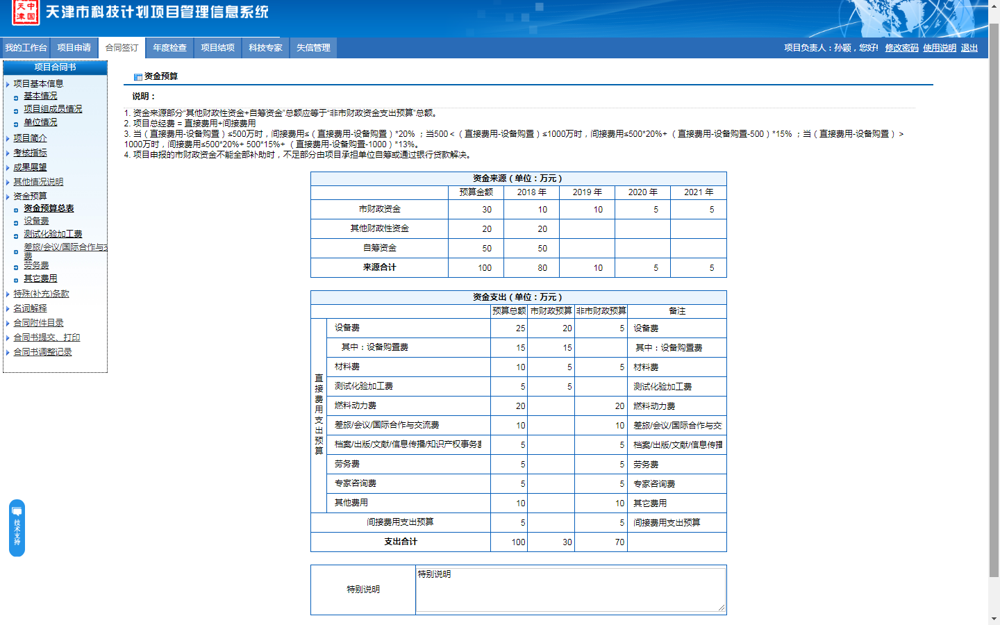 中国天津
天津市科技计划项目管理信息系统
我的工作台 项目申请 合同签订 年度检查 项目结项 科技专家 失信管理 项目负责人：孙颖，您好! 修改密码 使用说明 退出
项目合同书
项目基本信息
基本情况
项目组成员情况
单位情况
项目简介
考核指标
成果展望
其他情况说明
资金预算
资金预算总表
设备费
测试化验加工费
差旅/会议/国际合作与交
费
劳务费
其它费用
特殊(补充)条款
名词解释
合同附件目录
合同书提交、打印
合同书调整记录
技术支持
资金预算
说明：
1. 资金来源部分“其他财政性资金+自筹资金”总额应等于“非市财政资金支出预算”总额。
2. 项目总经费 = 直接费用+间接费用
3. 当（直接费用-设备购置）≤500万时，间接费用≤（直接费用-设备购置）*20% ；当500＜（直接费用-设备购置）≤1000万时，间接费用≤500*20%+ （直接费用-设备购置-500）*15% ；当（直接费用-设备购置）＞
1000万时，间接费用≤500*20%+ 500*15%+ （直接费用-设备购置-1000）*13%。
4. 项目申报的市财政资金不能全部补助时，不足部分由项目承担单位自筹或通过银行贷款解决。
资金来源（单位：万元）
预算金额 2018 年 2019 年 2020 年 2021 年
市财政资金 30 10 10 5 5
其他财政性资金 20 20
自筹资金 50 50
来源合计 100 80 10 5 5
资金支出（单位：万元）
预算总额 市财政预算 非市财政预算 备注
直接费用支出预算
设备费 25 20 5 设备费
其中：设备购置费 15 15 其中：设备购置费
材料费 10 5 5 材料费
测试化验加工费 5 5 测试化验加工费
燃料动力费 20 20 燃料动力费
差旅/会议/国际合作与交流费 10 10 差旅/会议/国际合作与交
档案/出版/文献/信息传播/知识产权事务费 5 5 档案/出版/文献/信息传播
劳务费 5 5 劳务费
专家咨询费 5 5 专家咨询费
其他费用 10 10 其它费用
间接费用支出预算 5 5 间接费用支出预算
支出合计 100 30 70
特别说明 特别说明